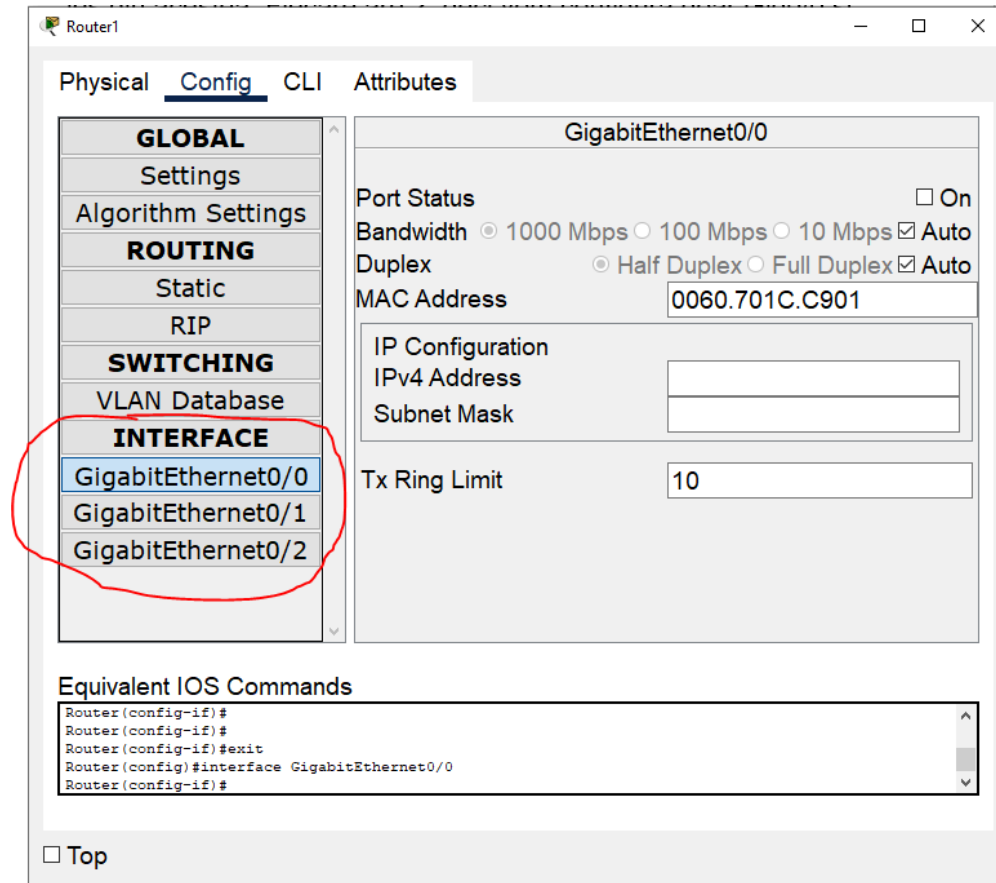 Router1
Physical Config CLI Attributes
GLOBAL
Settings
Algorithm Settings
ROUTING
Static
RIP
SWITCHING
VLAN Database
INTERFACE
GigabitEthernet0/0
GigabitEthernet0/1
GigabitEthernet0/2
GigabitEthernet0/0
Port Status On
Bandwidth 1000 Mbps 100 Mbps 10 Mbps Auto
Duplex Half Duplex Full Duplex Auto
MAC Address 0060.701C.C901
IP Configuration
IPv4 Address
Subnet Mask
Tx Ring Limit 10
Equivalent IOS Commands
Router(config-if)#
Router(config-if)#
Router(config-if)#exit
Router(config)#interface GigabitEthernet0/0
Router(config-if)#
Top